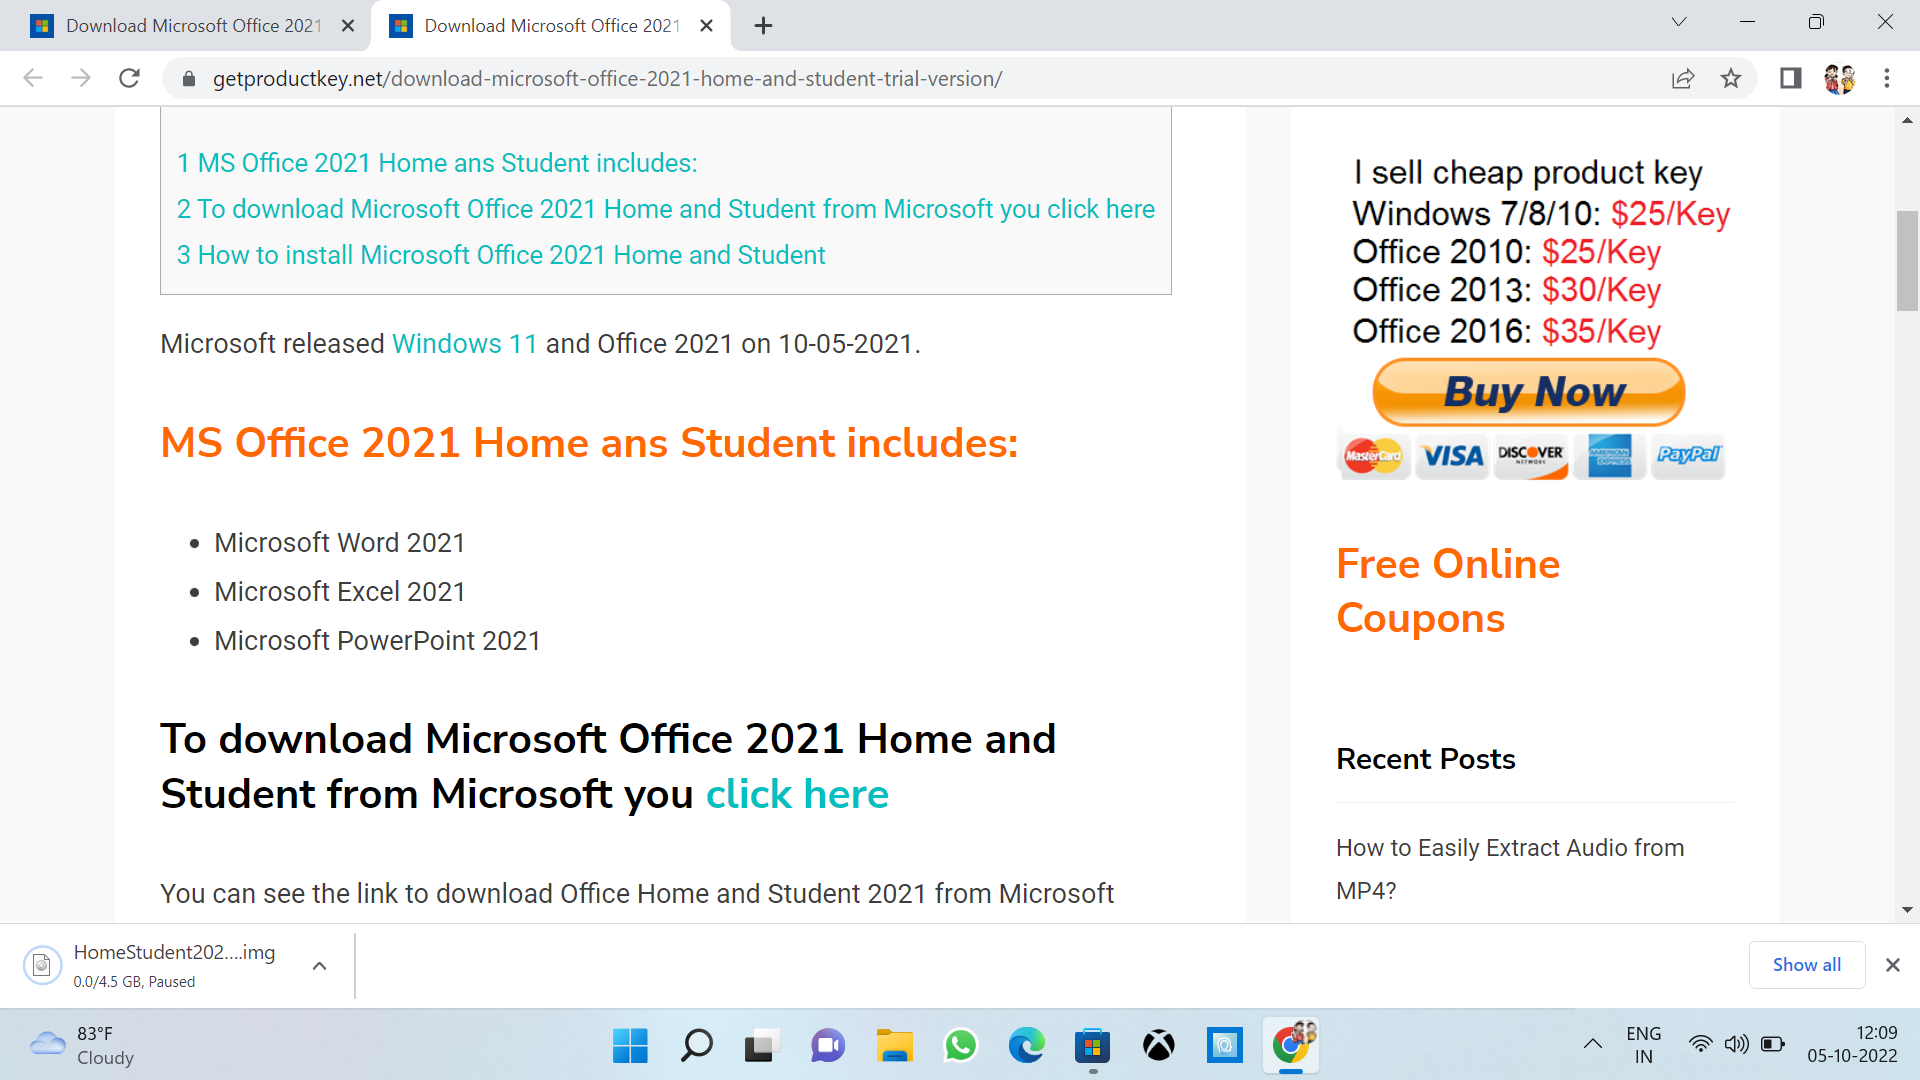 Download Microsoft Office 2021
Download Microsoft Office 2021
getproductkey.net/download-microsoft-office-2021-home-and-student-trial-version/
1 MS Office 2021 Home ans Student includes:
2 To download Microsoft Office 2021 Home and Student from Microsoft you click here
3 How to install Microsoft Office 2021 Home and Student
Microsoft released Windows 11 and Office 2021 on 10-05-2021.
MS Office 2021 Home ans Student includes:
• Microsoft Word 2021
• Microsoft Excel 2021
• Microsoft PowerPoint 2021
To download Microsoft Office 2021 Home and
Student from Microsoft you click here
You can see the link to download Office Home and Student 2021 from Microsoft
I sell cheap product key
Windows 7/8/10: $25/Key
Office 2010: $25/Key
Office 2013: $30/Key
Office 2016: $35/Key
Buy Now
MasterCard VISA DISCOVER NETWORK AMERICAN EXPRESS PayPal
Free Online
Coupons
Recent Posts
How to Easily Extract Audio from
MP4?
HomeStudent202....img
0.0/4.5 GB, Paused
Show all
83°F
Cloudy
ENG
IN
12:09
05-10-2022